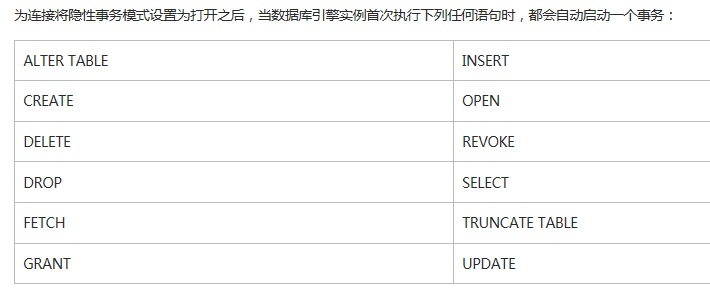 为连接将隐性事务模式设置为打开之后，当数据库引擎实例首次执行下列任何语句时，都会自动启动一个事务：
ALTER TABLE INSERT
CREATE OPEN
DELETE REVOKE
DROP SELECT
FETCH TRUNCATE TABLE
GRANT UPDATE